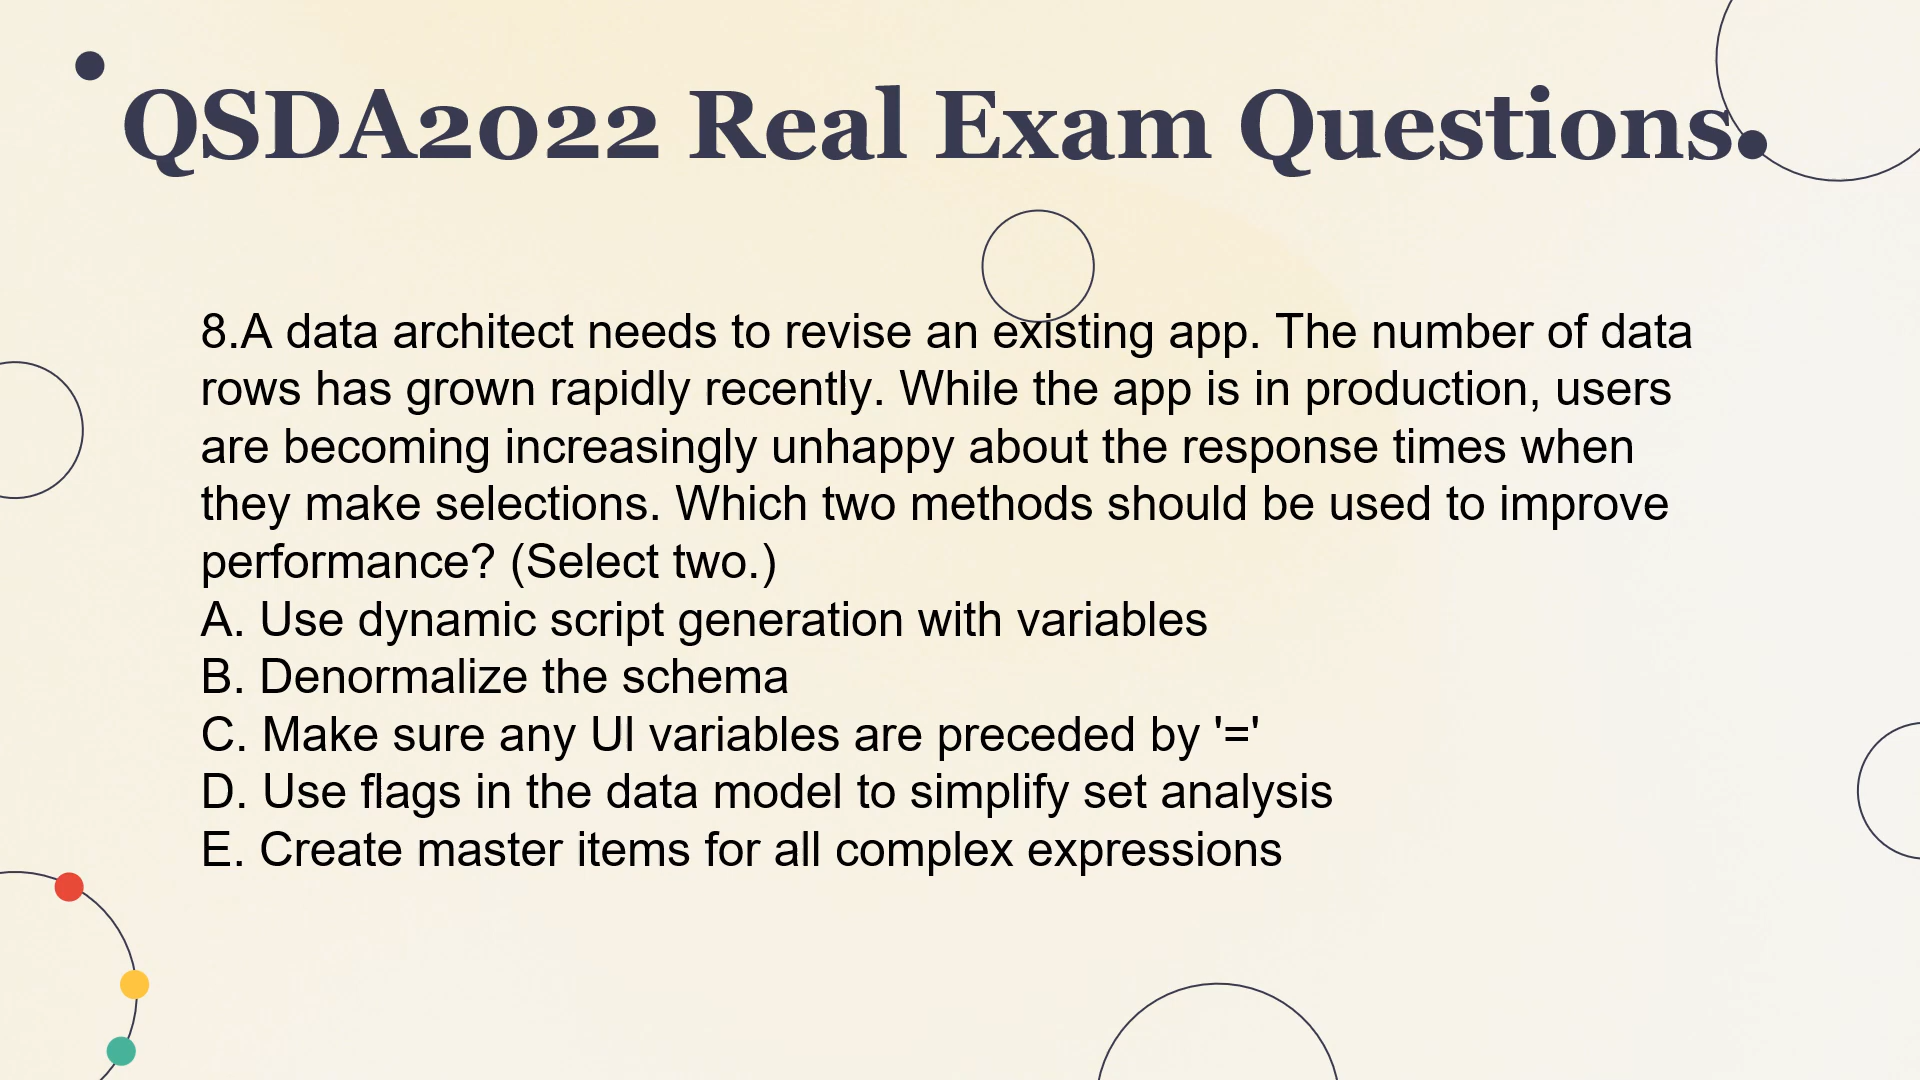 QSDA2022 Real Exam Questions.
8.A data architect needs to revise an existing app. The number of data
rows has grown rapidly recently. While the app is in production, users
are becoming increasingly unhappy about the response times when
they make selections. Which two methods should be used to improve
performance? (Select two.)
A. Use dynamic script generation with variables
B. Denormalize the schema
C. Make sure any UI variables are preceded by '='
D. Use flags in the data model to simplify set analysis
E. Create master items for all complex expressions